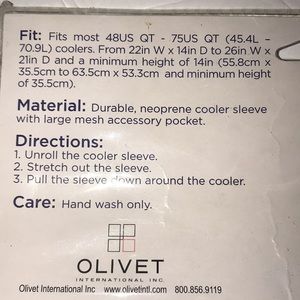 Fit: Fits most 48US QT - 75US QT (45.4L –
70.9L) coolers. From 22in W x 14in D to 26in W x
21in D and a minimum height of 14in (55.8cm x
35.5cm to 63.5cm x 53.3cm and minimum height
of 35.5cm).
Material: Durable, neoprene cooler sleeve
with large mesh accessory pocket.
Directions:
1. Unroll the cooler sleeve.
2. Stretch out the sleeve.
3. Pull the sleeve down around the cooler.
Care: Hand wash only.
OLIVET
INTERNATIONAL INC
Olivet International Inc www.olivetintl.com 800.856.9119